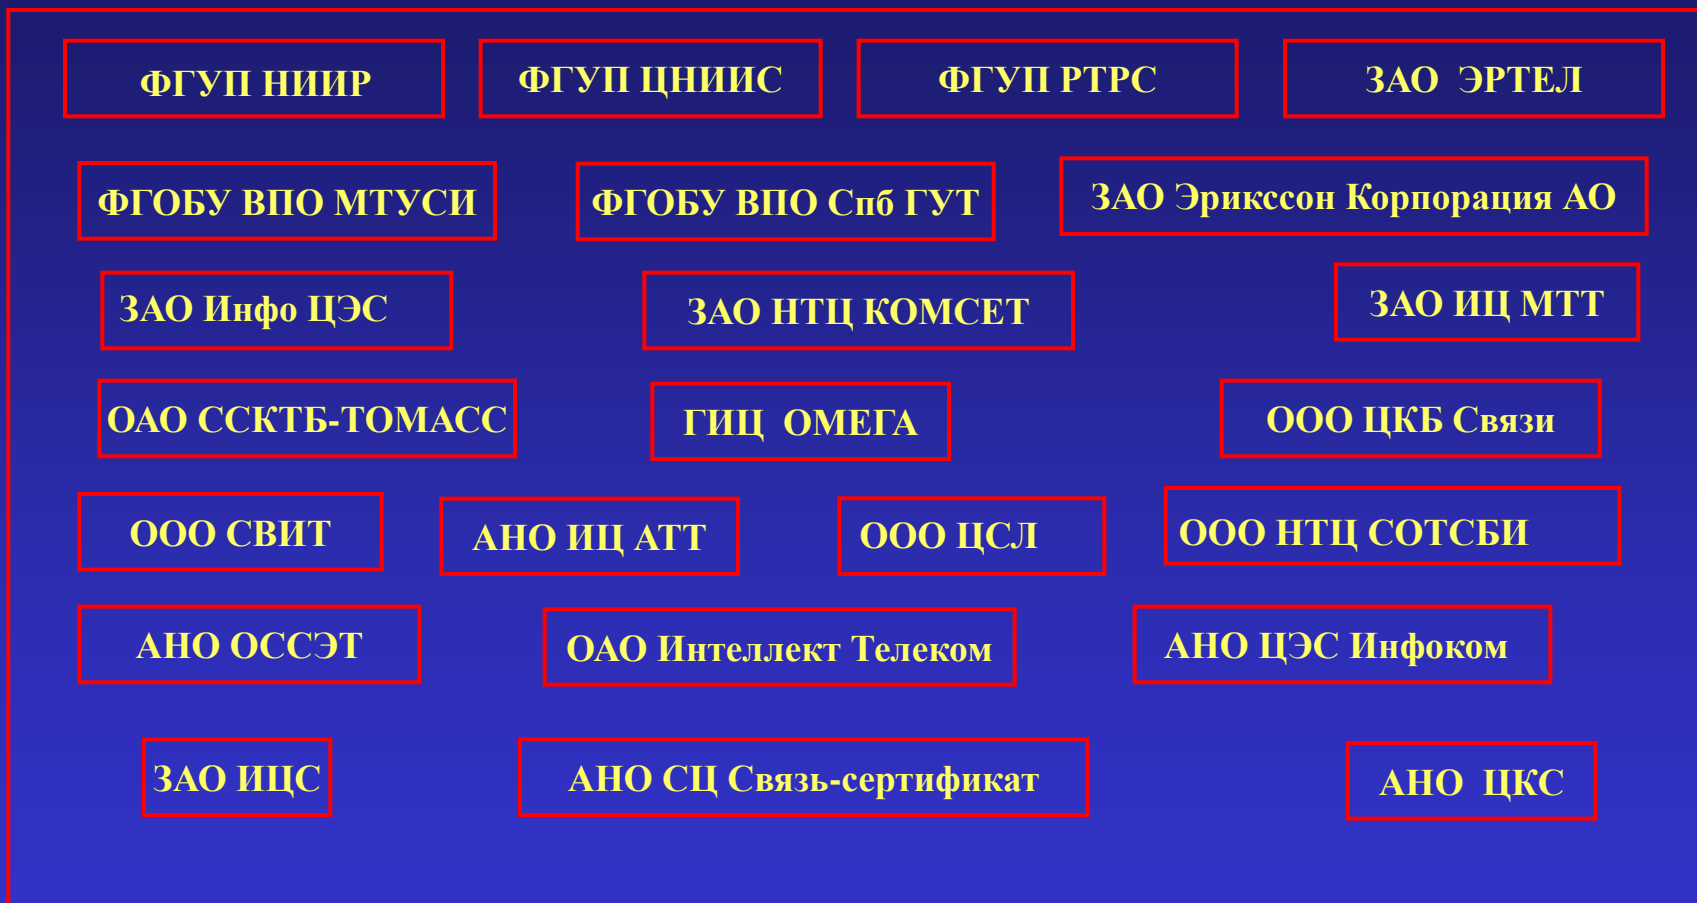 ФГУП НИИР
ФГУП ЦНИИС
ФГУП РТРС
ЗАО ЭРТЕЛ
ФГОБУ ВПО МТУСИ
ФГОБУ ВПО Спб ГУТ
ЗАО Эрикссон Корпорация АО
ЗАО Инфо ЦЭС
ЗАО НТЦ КОМСЕТ
ЗАО ИЦ МТТ
ОАО ССКТБ-ТОМАСС
ГИЦ ОМЕГА
ООО ЦКБ Связи
ООО СВИТ
АНО ИЦ АТТ
ООО ЦСЛ
ООО НТЦ СОТСБИ
АНО ОССЭТ
ОАО Интеллект Телеком
АНО ЦЭС Инфоком
ЗАО ИЦС
АНО СЦ Связь-сертификат
АНО ЦКС